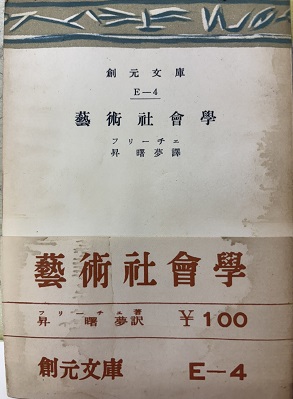 創元文庫
E—4
藝術社會學
フリーチェ
昇曙夢譯
藝術社會學
フリーチェ著
昇曙夢訳 ¥100
創元文庫 E—4